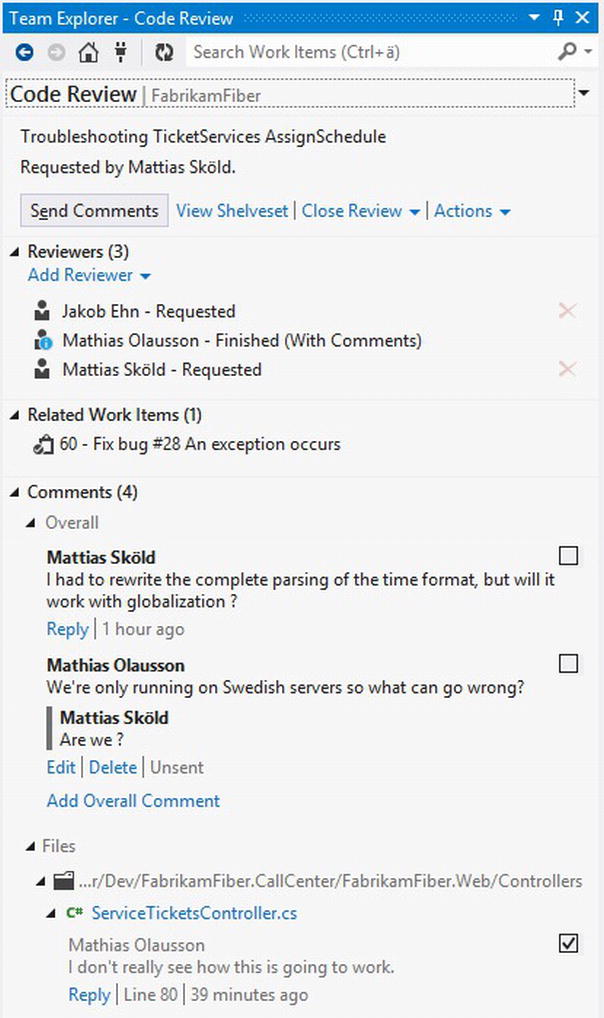 Team Explorer - Code Review
Search Work Items (Ctrl+ä)
Code Review | FabrikamFiber
Troubleshooting TicketServices AssignSchedule
Requested by Mattias Sköld.
Send Comments View Shelveset | Close Review | Actions
Reviewers (3)
Add Reviewer
Jakob Ehn - Requested
Mathias Olausson - Finished (With Comments)
Mattias Sköld - Requested
Related Work Items (1)
60 - Fix bug #28 An exception occurs
Comments (4)
Overall
Mattias Sköld
I had to rewrite the complete parsing of the time format, but will it
work with globalization ?
Reply | 1 hour ago
Mathias Olausson
We're only running on Swedish servers so what can go wrong?
Mattias Sköld
Are we ?
Edit | Delete | Unsent
Add Overall Comment
Files
...r/Dev/FabrikamFiber.CallCenter/FabrikamFiber.Web/Controllers
C# ServiceTicketsController.cs
Mathias Olausson
I don't really see how this is going to work.
Reply | Line 80 | 39 minutes ago